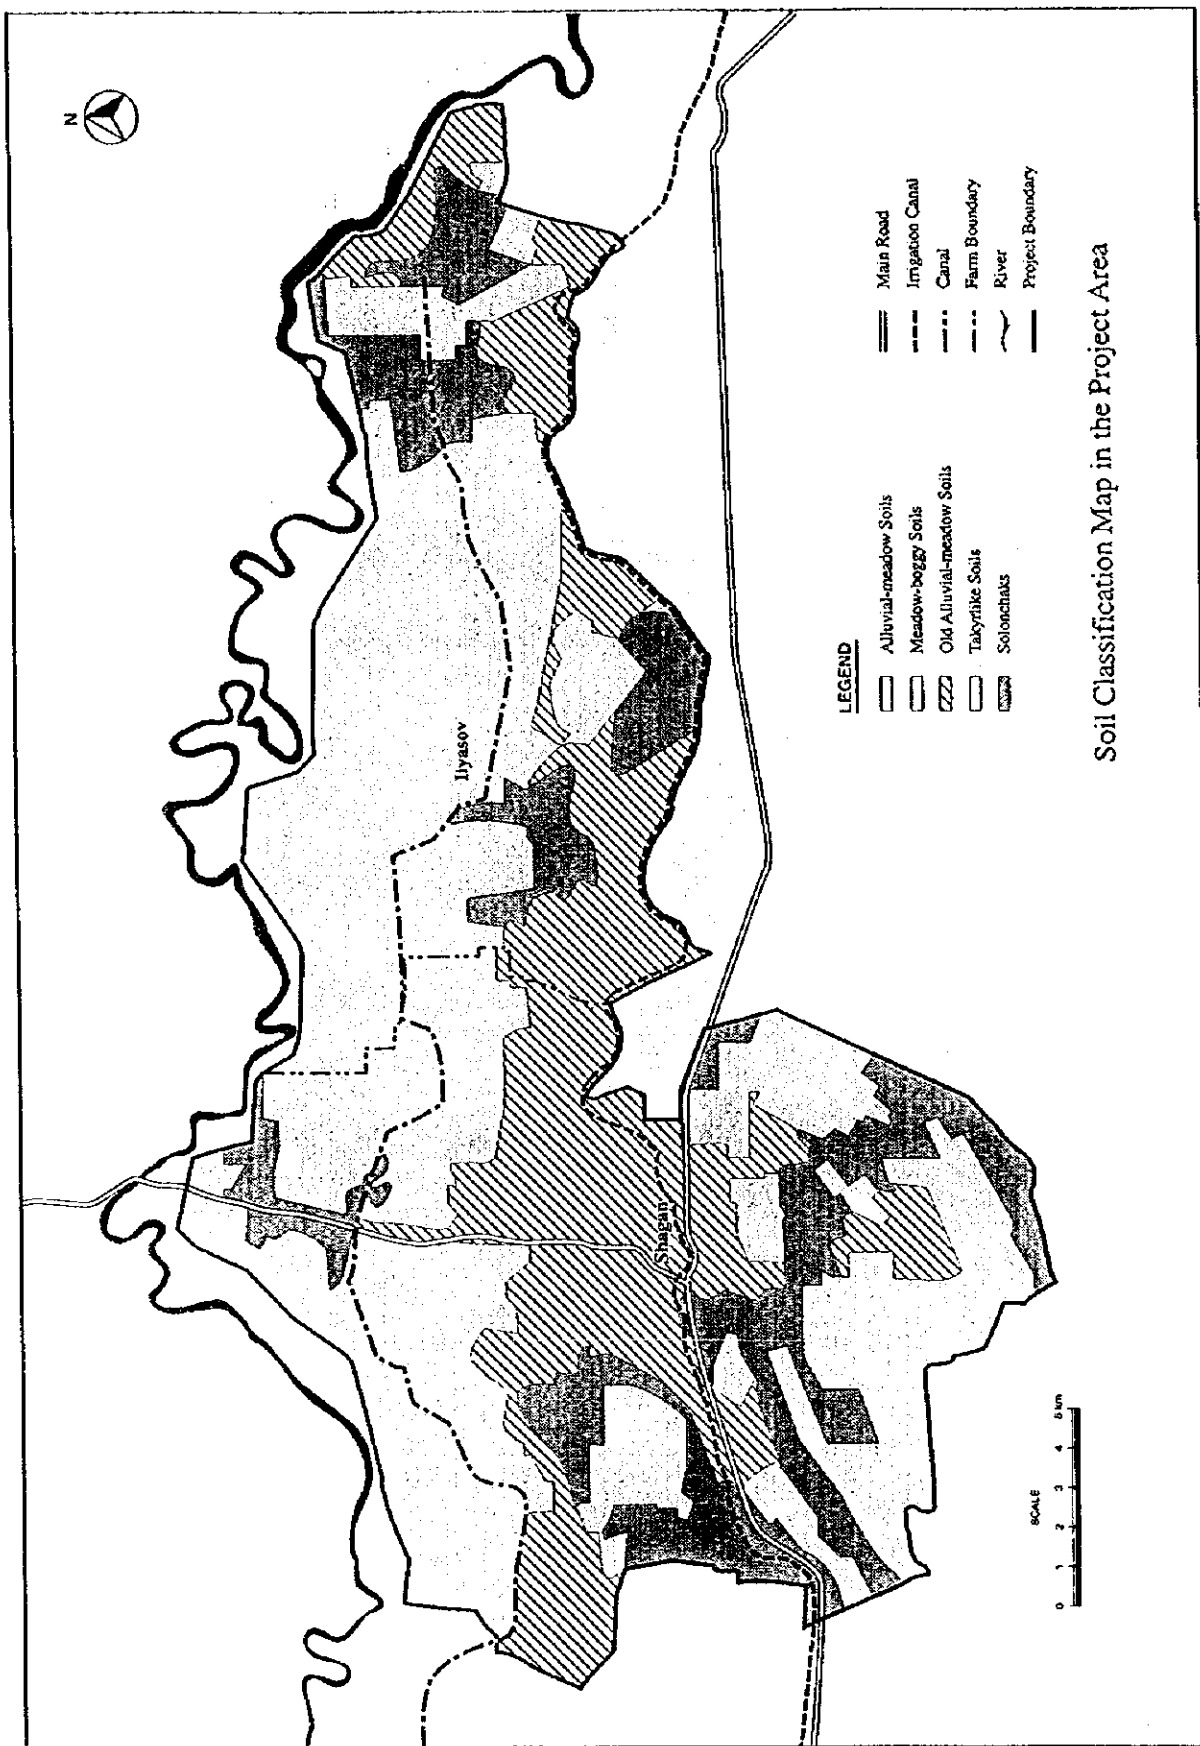 N
Ilyasov
Shagan
LEGEND
Alluvial-meadow Soils
Meadow-boggy Soils
Old Alluvial-meadow Soils
Takyrlike Soils
Solonchaks
Main Road
Irrigation Canal
Canal
Farm Boundary
River
Project Boundary
SCALE
0 1 2 3 4 5 km
Soil Classification Map in the Project Area